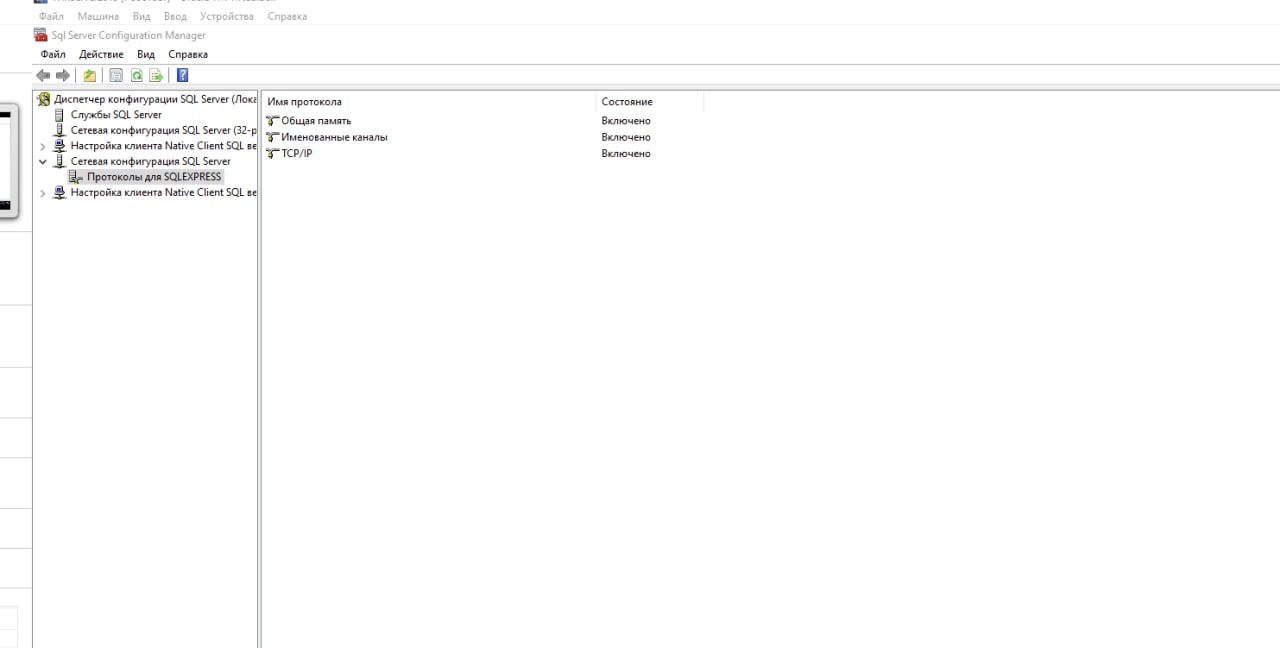 Файл Машина Вид Ввод Устройства Справка
Sql Server Configuration Manager
Файл Действие Вид Справка
Диспетчер конфигурации SQL Server (Лока
Службы SQL Server
Сетевая конфигурация SQL Server (32-р
Настройка клиента Native Client SQL ве
Сетевая конфигурация SQL Server
Протоколы для SQLEXPRESS
Настройка клиента Native Client SQL ве
Имя протокола Состояние
Общая память Включено
Именованные каналы Включено
TCP/IP Включено